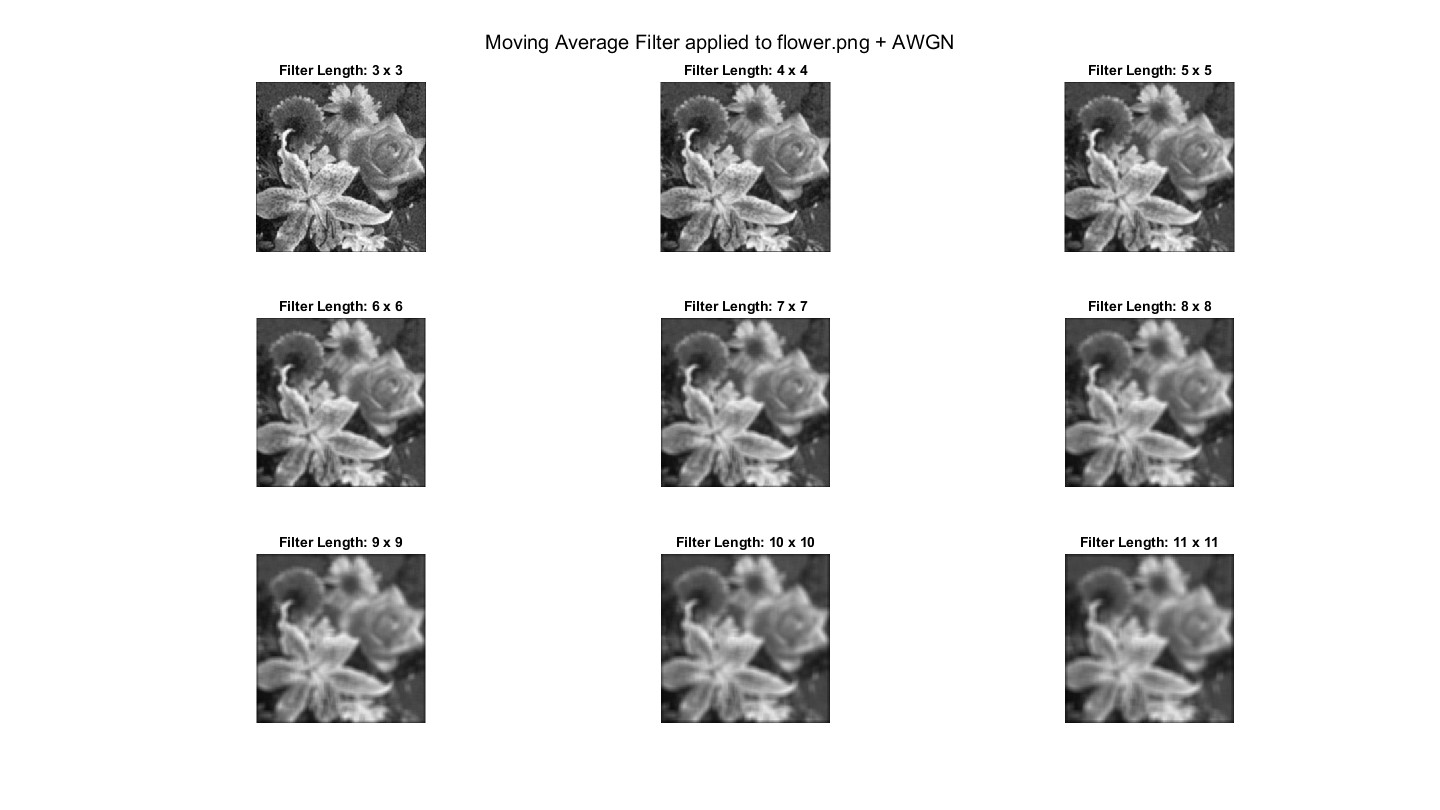 Moving Average Filter applied to flower.png + AWGN
Filter Length: 3 x 3
Filter Length: 4 x 4
Filter Length: 5 x 5
Filter Length: 6 x 6
Filter Length: 7 x 7
Filter Length: 8 x 8
Filter Length: 9 x 9
Filter Length: 10 x 10
Filter Length: 11 x 11